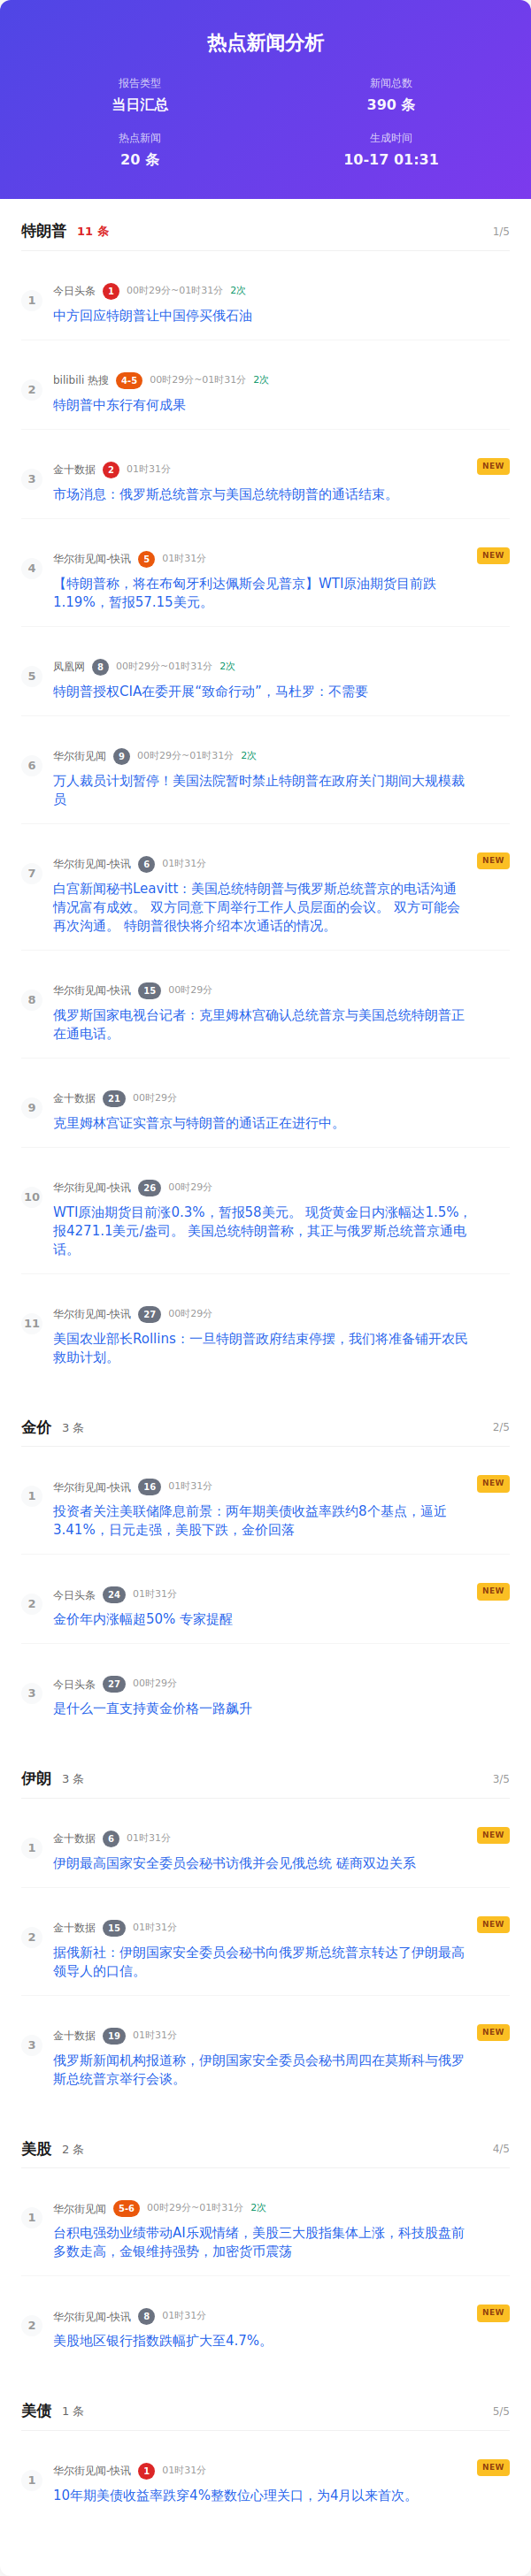 热点新闻分析
报告类型
当日汇总
新闻总数
390 条
热点新闻
20 条
生成时间
10-17 01:31
特朗普 11 条 1/5
1 今日头条 1 00时29分~01时31分 2次
中方回应特朗普让中国停买俄石油
2 bilibili 热搜 4-5 00时29分~01时31分 2次
特朗普中东行有何成果
3 金十数据 2 01时31分 NEW
市场消息：俄罗斯总统普京与美国总统特朗普的通话结束。
4 华尔街见闻-快讯 5 01时31分 NEW
【特朗普称，将在布匈牙利达佩斯会见普京】WTI原油期货目前跌
1.19%，暂报57.15美元。
5 凤凰网 8 00时29分~01时31分 2次
特朗普授权CIA在委开展“致命行动”，马杜罗：不需要
6 华尔街见闻 9 00时29分~01时31分 2次
万人裁员计划暂停！美国法院暂时禁止特朗普在政府关门期间大规模裁
员
7 华尔街见闻-快讯 6 01时31分 NEW
白宫新闻秘书Leavitt：美国总统特朗普与俄罗斯总统普京的电话沟通
情况富有成效。 双方同意下周举行工作人员层面的会议。 双方可能会
再次沟通。 特朗普很快将介绍本次通话的情况。
8 华尔街见闻-快讯 15 00时29分
俄罗斯国家电视台记者：克里姆林宫确认总统普京与美国总统特朗普正
在通电话。
9 金十数据 21 00时29分
克里姆林宫证实普京与特朗普的通话正在进行中。
10 华尔街见闻-快讯 26 00时29分
WTI原油期货目前涨0.3%，暂报58美元。 现货黄金日内涨幅达1.5%，
报4271.1美元/盎司。 美国总统特朗普称，其正与俄罗斯总统普京通电
话。
11 华尔街见闻-快讯 27 00时29分
美国农业部长Rollins：一旦特朗普政府结束停摆，我们将准备铺开农民
救助计划。
金价 3 条 2/5
1 华尔街见闻-快讯 16 01时31分 NEW
投资者关注美联储降息前景：两年期美债收益率跌约8个基点，逼近
3.41%，日元走强，美股下跌，金价回落
2 今日头条 24 01时31分 NEW
金价年内涨幅超50% 专家提醒
3 今日头条 27 00时29分
是什么一直支持黄金价格一路飙升
伊朗 3 条 3/5
1 金十数据 6 01时31分 NEW
伊朗最高国家安全委员会秘书访俄并会见俄总统 磋商双边关系
2 金十数据 15 01时31分 NEW
据俄新社：伊朗国家安全委员会秘书向俄罗斯总统普京转达了伊朗最高
领导人的口信。
3 金十数据 19 01时31分 NEW
俄罗斯新闻机构报道称，伊朗国家安全委员会秘书周四在莫斯科与俄罗
斯总统普京举行会谈。
美股 2 条 4/5
1 华尔街见闻 5-6 00时29分~01时31分 2次
台积电强劲业绩带动AI乐观情绪，美股三大股指集体上涨，科技股盘前
多数走高，金银维持强势，加密货币震荡
2 华尔街见闻-快讯 8 01时31分 NEW
美股地区银行指数跌幅扩大至4.7%。
美债 1 条 5/5
1 华尔街见闻-快讯 1 01时31分 NEW
10年期美债收益率跌穿4%整数位心理关口，为4月以来首次。